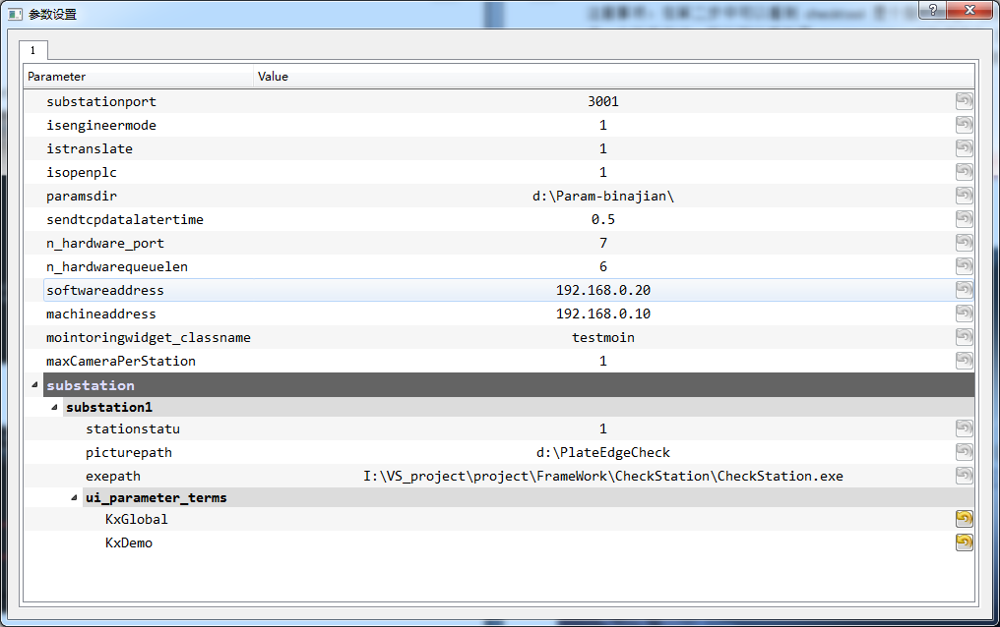 参数设置
1
Parameter Value
substationport 3001
isengineermode 1
istranslate 1
isopenplc 1
paramsdir d:\Param-binajian\
sendtcpdatalatertime 0.5
n_hardware_port 7
n_hardwarequeuelen 6
softwareaddress 192.168.0.20
machineaddress 192.168.0.10
mointoringwidget_classname testmoin
maxCameraPerStation 1
substation
substation1
stationstatu 1
picturepath d:\PlateEdgeCheck
exepath I:\VS_project\project\FrameWork\CheckStation\CheckStation.exe
ui_parameter_terms
KxGlobal
KxDemo